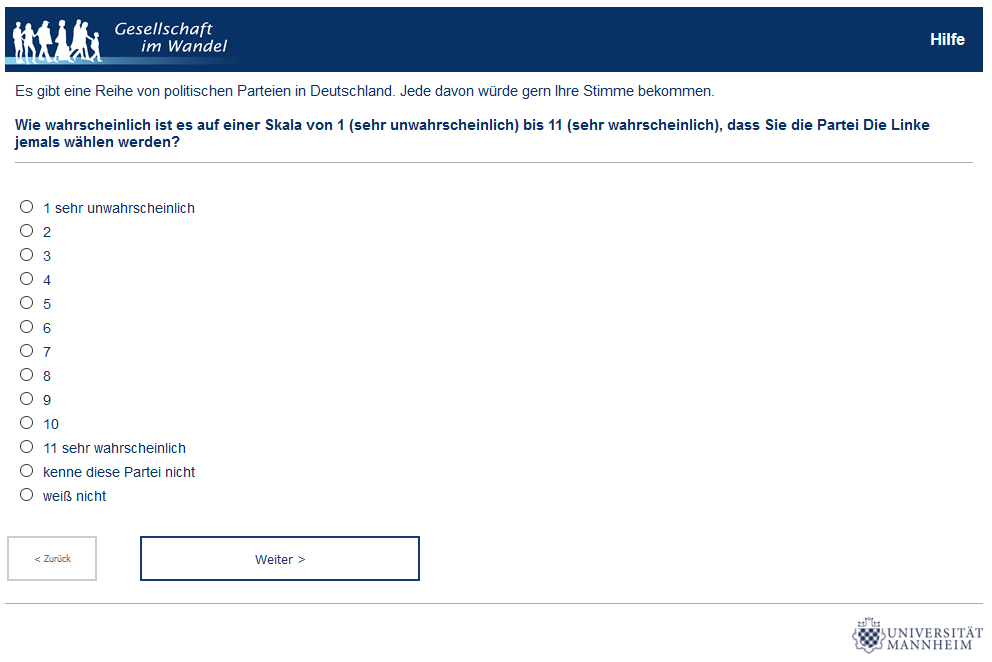 Gesellschaft
im Wandel
Hilfe
Es gibt eine Reihe von politischen Parteien in Deutschland. Jede davon würde gern Ihre Stimme bekommen.
Wie wahrscheinlich ist es auf einer Skala von 1 (sehr unwahrscheinlich) bis 11 (sehr wahrscheinlich), dass Sie die Partei Die Linke
jemals wählen werden?
1 sehr unwahrscheinlich
2
3
4
5
6
7
8
9
10
11 sehr wahrscheinlich
kenne diese Partei nicht
weiß nicht
< Zurück
Weiter >
UNIVERSITÄT
MANNHEIM